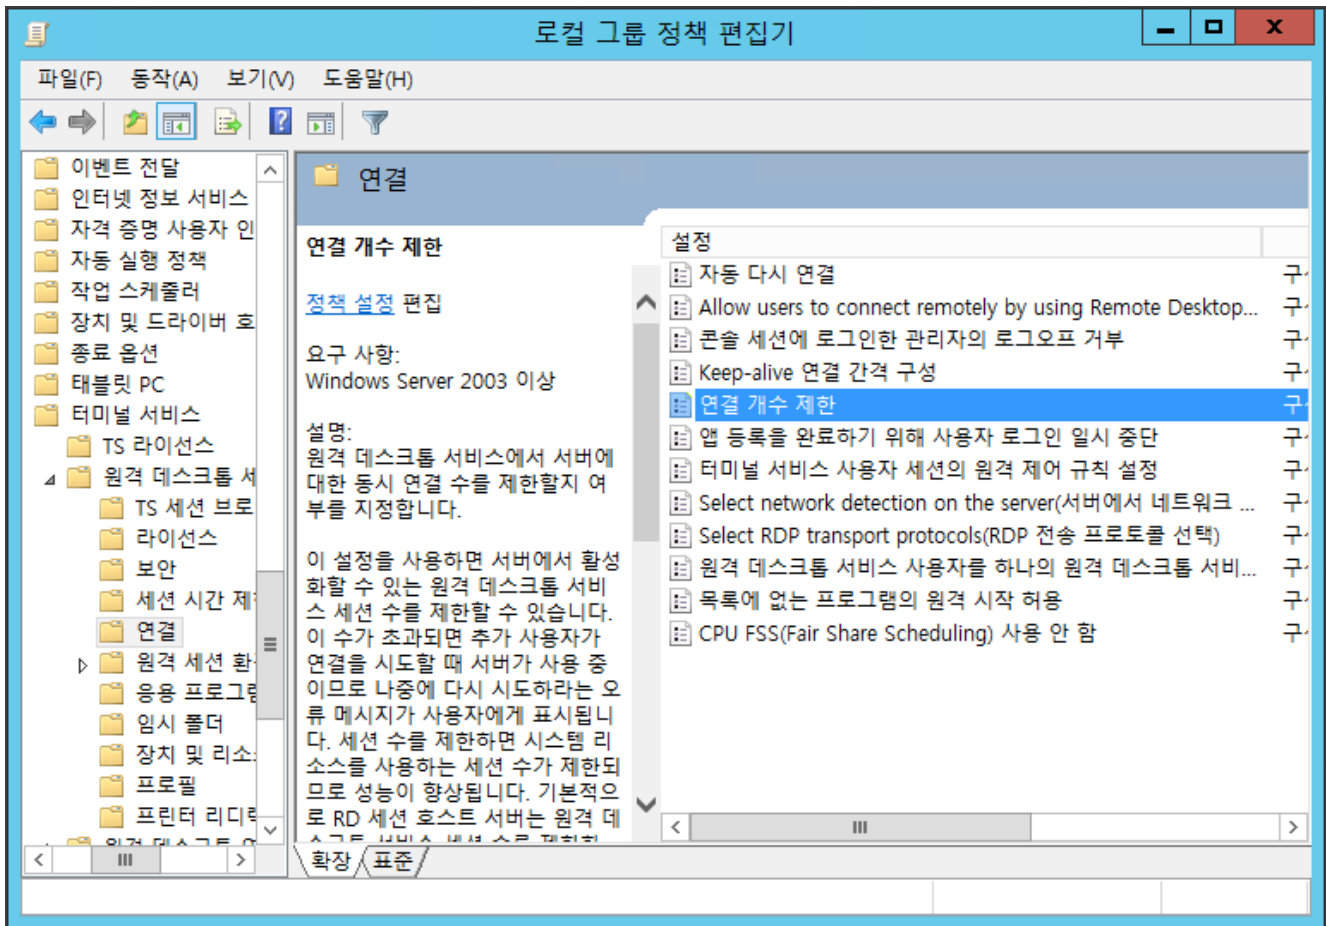 로컬 그룹 정책 편집기
파일(F) 동작(A) 보기(V) 도움말(H)
이벤트 전달
인터넷 정보 서비스
자격 증명 사용자 인
자동 실행 정책
작업 스케줄러
장치 및 드라이버 호
종료 옵션
태블릿 PC
터미널 서비스
TS 라이선스
원격 데스크톱 세
TS 세션 브로
라이선스
보안
세션 시간 제
연결
원격 세션 환
응용 프로그램
임시 폴더
장치 및 리소
프로필
프린터 리디렉
연결
연결 개수 제한
정책 설정 편집
요구 사항:
Windows Server 2003 이상
설명:
원격 데스크톱 서비스에서 서버에
대한 동시 연결 수를 제한할지 여
부를 지정합니다.
이 설정을 사용하면 서버에서 활성
화할 수 있는 원격 데스크톱 서비
스 세션 수를 제한할 수 있습니다.
이 수가 초과되면 추가 사용자가
연결을 시도할 때 서버가 사용 중
이므로 나중에 다시 시도하라는 오
류 메시지가 사용자에게 표시됩니
다. 세션 수를 제한하면 시스템 리
소스를 사용하는 세션 수가 제한되
므로 성능이 향상됩니다. 기본적으
로 RD 세션 호스트 서버는 원격 데
설정
자동 다시 연결 구
Allow users to connect remotely by using Remote Desktop... 구
콘솔 세션에 로그인한 관리자의 로그오프 거부 구
Keep-alive 연결 간격 구성 구
연결 개수 제한 구
앱 등록을 완료하기 위해 사용자 로그인 일시 중단 구
터미널 서비스 사용자 세션의 원격 제어 규칙 설정 구
Select network detection on the server(서버에서 네트워크 ... 구
Select RDP transport protocols(RDP 전송 프로토콜 선택) 구
원격 데스크톱 서비스 사용자를 하나의 원격 데스크톱 서비... 구
목록에 없는 프로그램의 원격 시작 허용 구
CPU FSS(Fair Share Scheduling) 사용 안 함 구
확장 표준